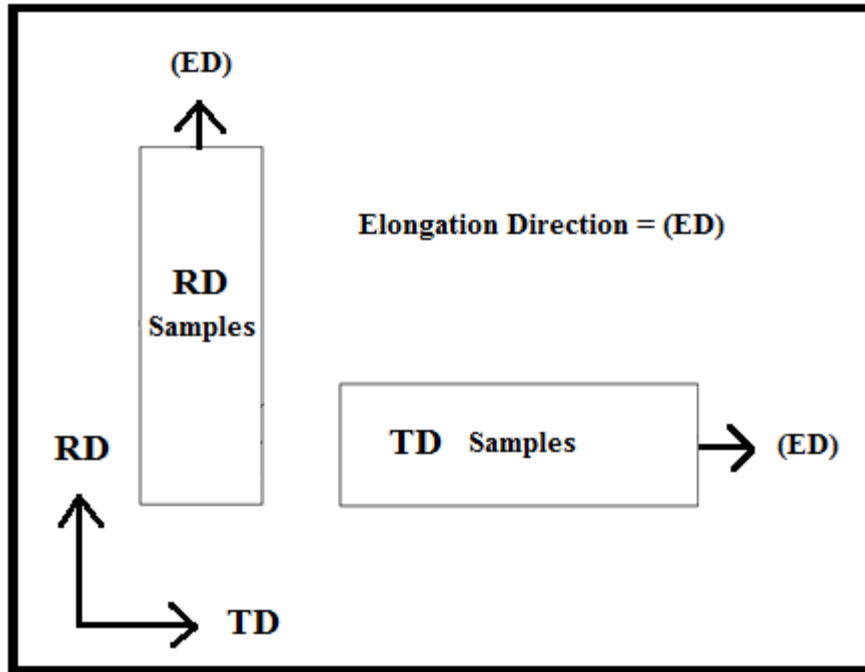 (ED)
Elongation Direction = (ED)
RD
Samples
RD
TD Samples
(ED)
TD